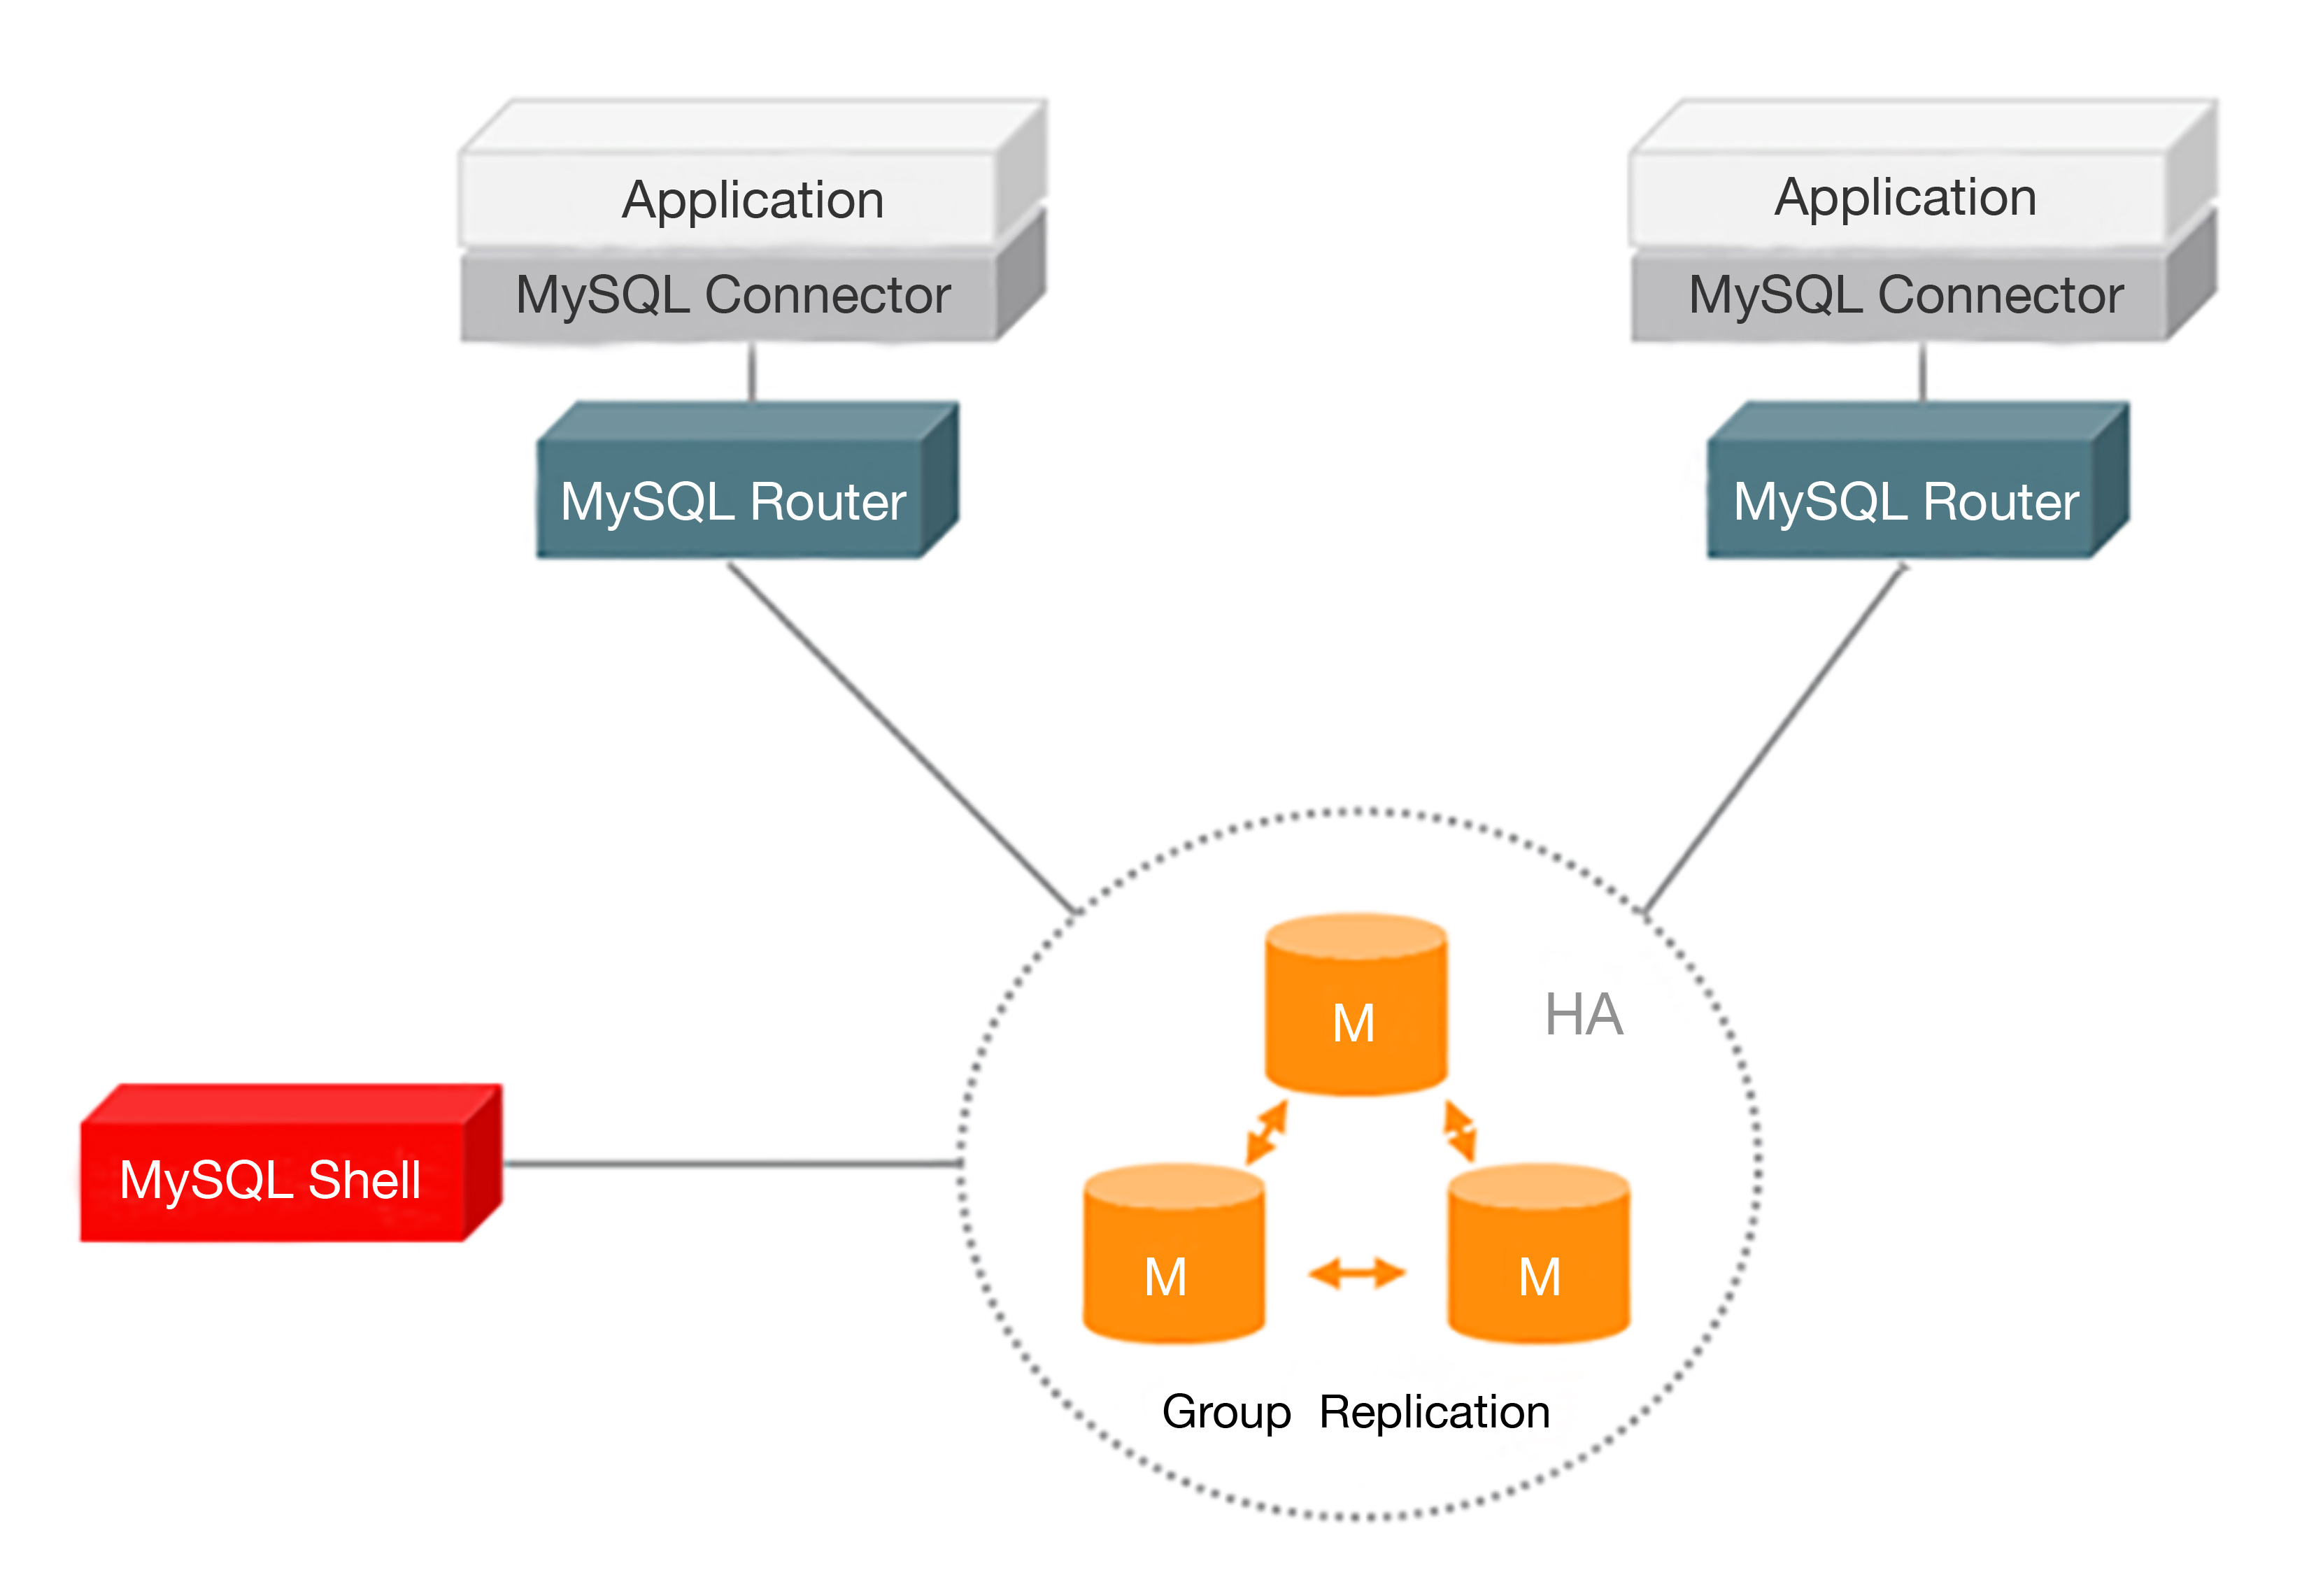 Application
MySQL Connector
MySQL Router
Application
MySQL Connector
MySQL Router
MySQL Shell
M
HA
M
M
Group Replication